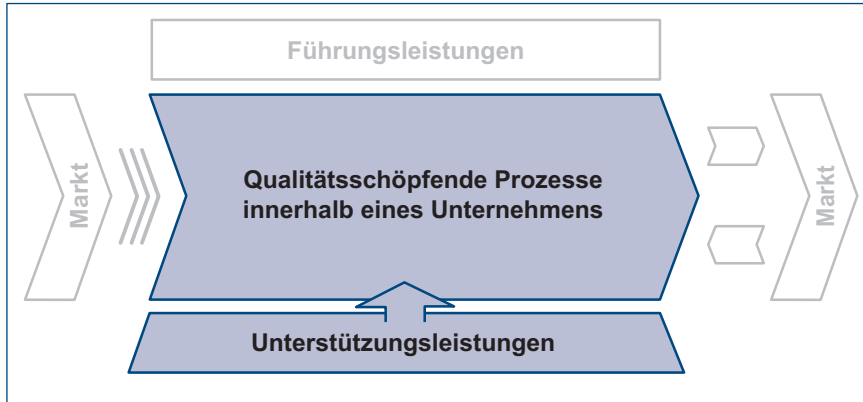 Führungsleistungen
Markt
Qualitätsschöpfende Prozesse
innerhalb eines Unternehmens
Markt
Unterstützungsleistungen